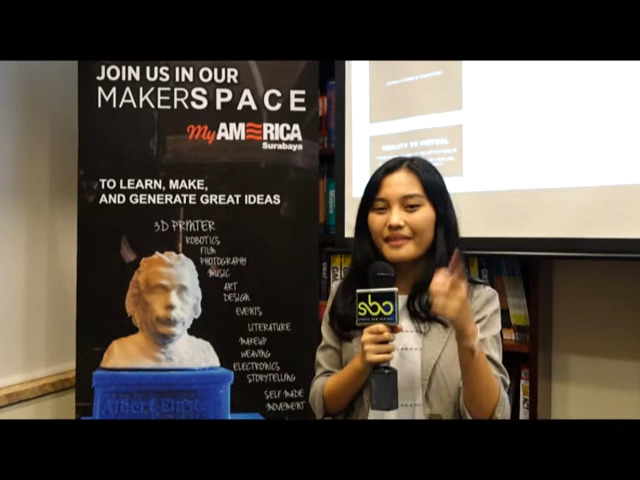 JOIN US IN OUR
MAKERSPACE
My AMERICA
Surabaya
TO LEARN, MAKE,
AND GENERATE GREAT IDEAS
3D PRINTER
ROBOTICS
FILM
PHOTOGRAPHY
MUSIC
ART
DESIGN
EVENTS
LITERATURE
MAKEUP
WEAVING
ELECTRONICS
STORYTELLING
SELF MADE
MOVEMENT
Albert Einste
REALITY VS VIRTUAL
sbo